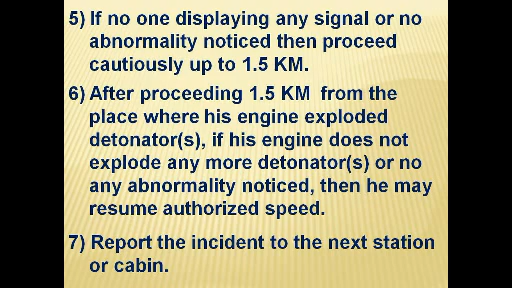 5) If no one displaying any signal or no
abnormality noticed then proceed
cautiously up to 1.5 KM.
6) After proceeding 1.5 KM from the
place where his engine exploded
detonator(s), if his engine does not
explode any more detonator(s) or no
any abnormality noticed, then he may
resume authorized speed.
7) Report the incident to the next station
or cabin.